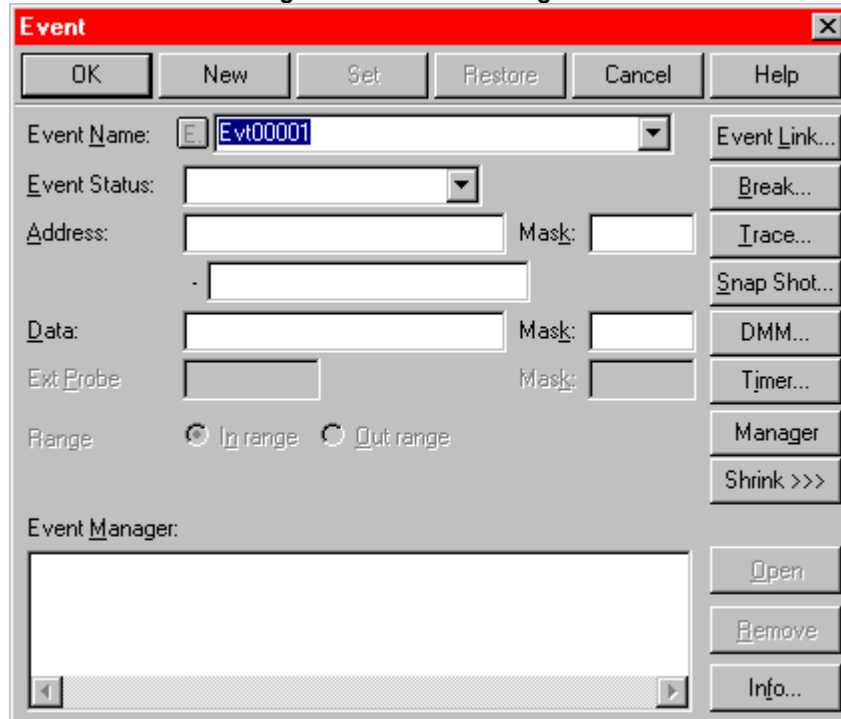 Event
OK New Set Restore Cancel Help
Event Name: E. Evt00001 Event Link...
Event Status: Break...
Address: Mask: Trace...
- Snap Shot...
Data: Mask: DMM...
Ext Probe Mask: Timer...
Range In range Out range Manager
Shrink >>>
Event Manager:
Open
Remove
Info...